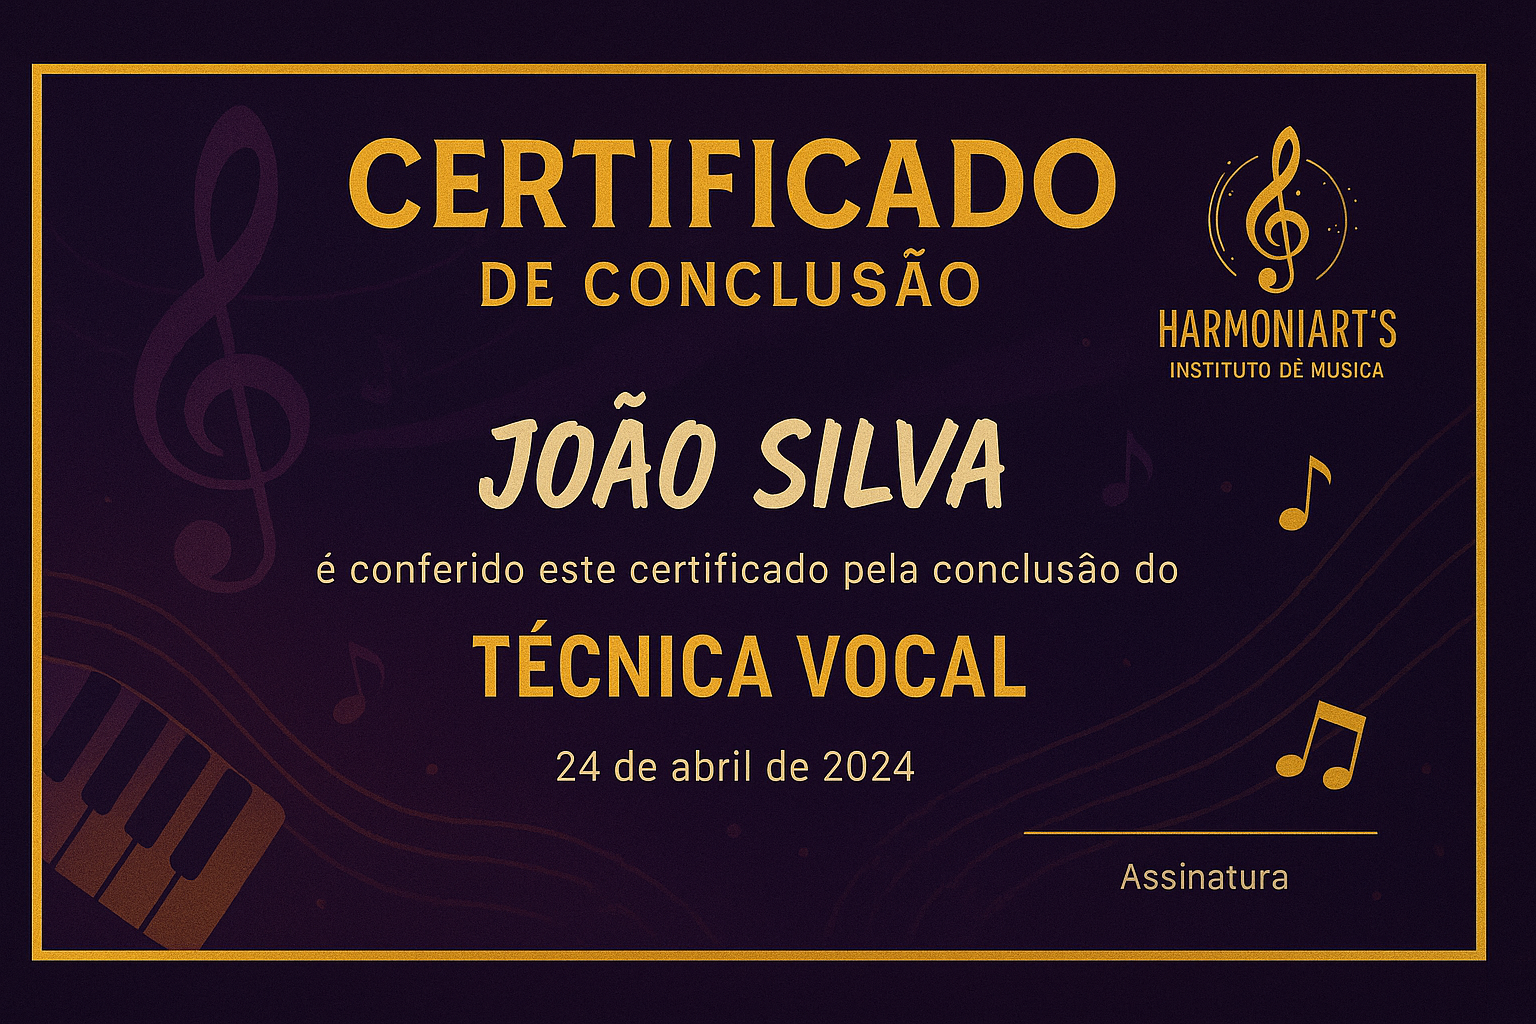 CERTIFICADO
DE CONCLUSÃO
HARMONIART'S
INSTITUTO DÈ MUSICA
JOÃO SILVA
é conferido este certificado pela conclusão do
TÉCNICA VOCAL
24 de abril de 2024
Assinatura